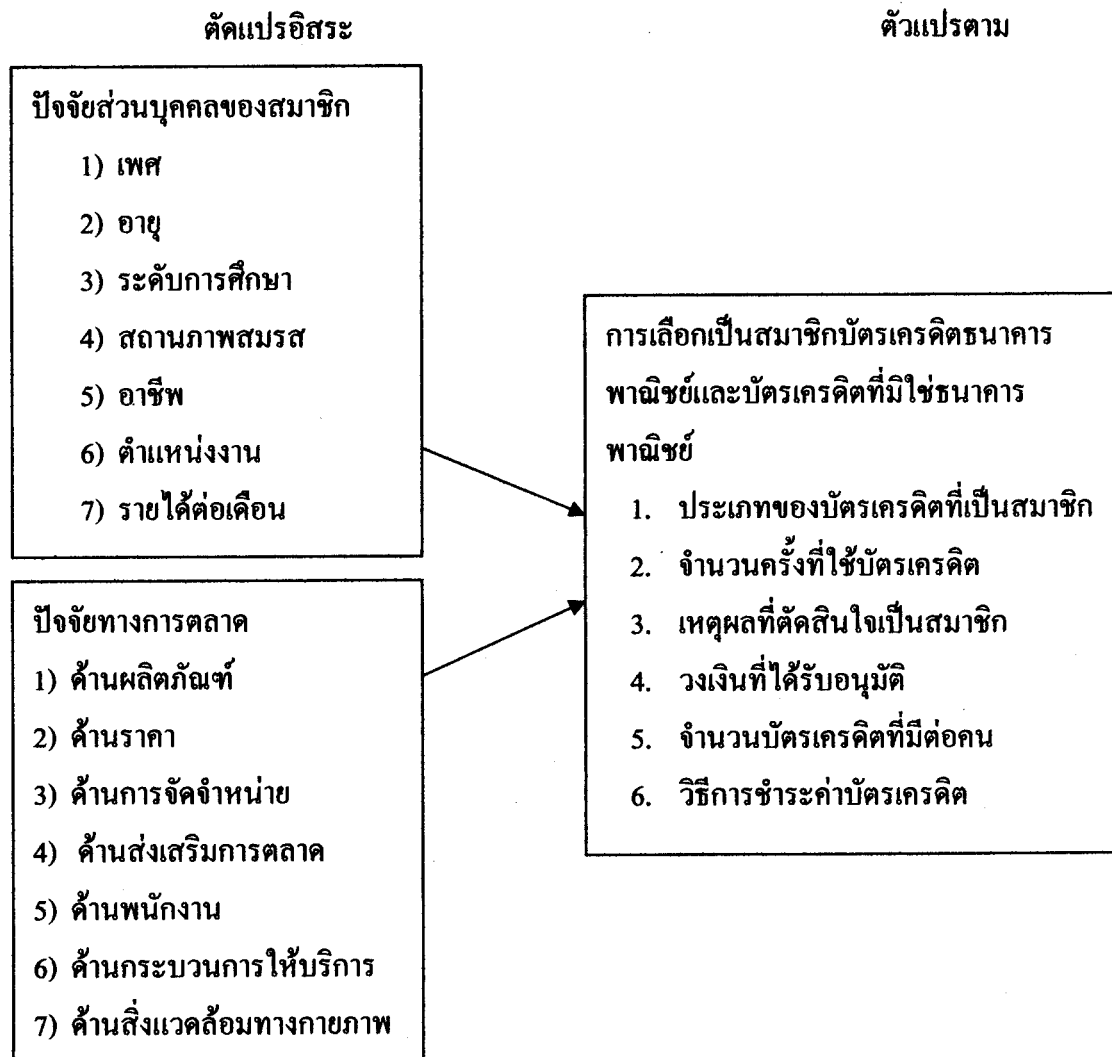 ตัดแปรอิสระ
ตัวแปรตาม
ปัจจัยส่วนบุคคลของสมาชิก
1) เพศ
2) อายุ
3) ระดับการศึกษา
4) สถานภาพสมรส
5) อาชีพ
6) ตำแหน่งงาน
7) รายได้ต่อเดือน
ปัจจัยทางการตลาด
1) ด้านผลิตภัณฑ์
2) ด้านราคา
3) ด้านการจัดจำหน่าย
4) ด้านส่งเสริมการตลาด
5) ด้านพนักงาน
6) ด้านกระบวนการให้บริการ
7) ด้านสิ่งแวดล้อมทางกายภาพ
การเลือกเป็นสมาชิกบัตรเครดิตธนาคาร
พาณิชย์และบัตรเครดิตที่มิใช่ธนาคาร
พาณิชย์
1. ประเภทของบัตรเครดิตที่เป็นสมาชิก
2. จำนวนครั้งที่ใช้บัตรเครดิต
3. เหตุผลที่ตัดสินใจเป็นสมาชิก
4. วงเงินที่ได้รับอนุมัติ
5. จำนวนบัตรเครดิตที่มีต่อคน
6. วิธีการชำระค่าบัตรเครดิต